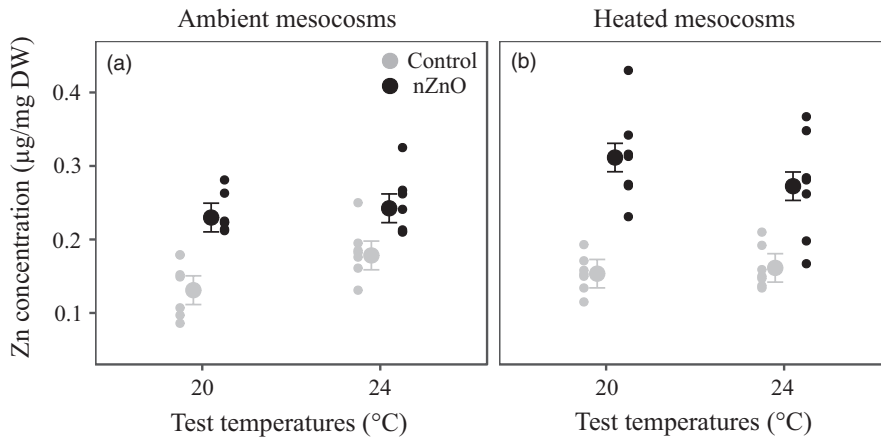 Ambient mesocosms
Heated mesocosms
Zn concentration (µg/mg DW)
(a)
Control
nZnO
(b)
0.4
0.3
0.2
0.1
20
24
20
24
Test temperatures (°C)
Test temperatures (°C)